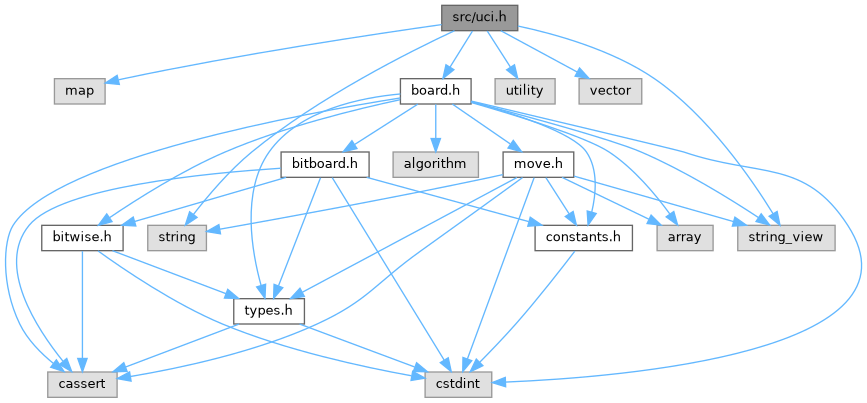 src/uci.h
map
board.h
utility
vector
bitboard.h
algorithm
move.h
bitwise.h
string
constants.h
array
string_view
types.h
cassert
cstdint